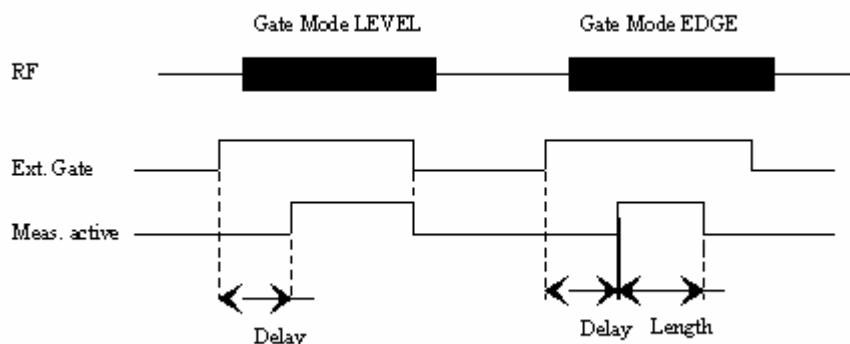 Gate Mode LEVEL Gate Mode EDGE
RF
Ext. Gate
Meas. active
Delay Delay Length